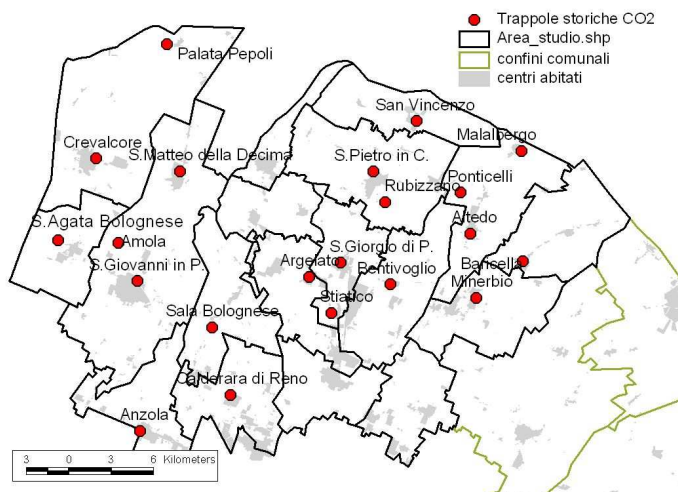 Trappole storiche CO2
Area_studio.shp
confini comunali
centri abitati
Palata Pepoli
San Vincenzo
Malalbergo
Crevalcore
S.Matteo della Decima
S.Pietro in C.
Ponticelli
Rubizzano
S.Agata Bolognese
Amola
Altedo
S.Giorgio di P.
Argelato
Baricella
S.Giovanni in P.
Bentivoglio
Minerbio
Sala Bolognese
Stiatico
Calderara di Reno
Anzola
3 0 3 6 Kilometers